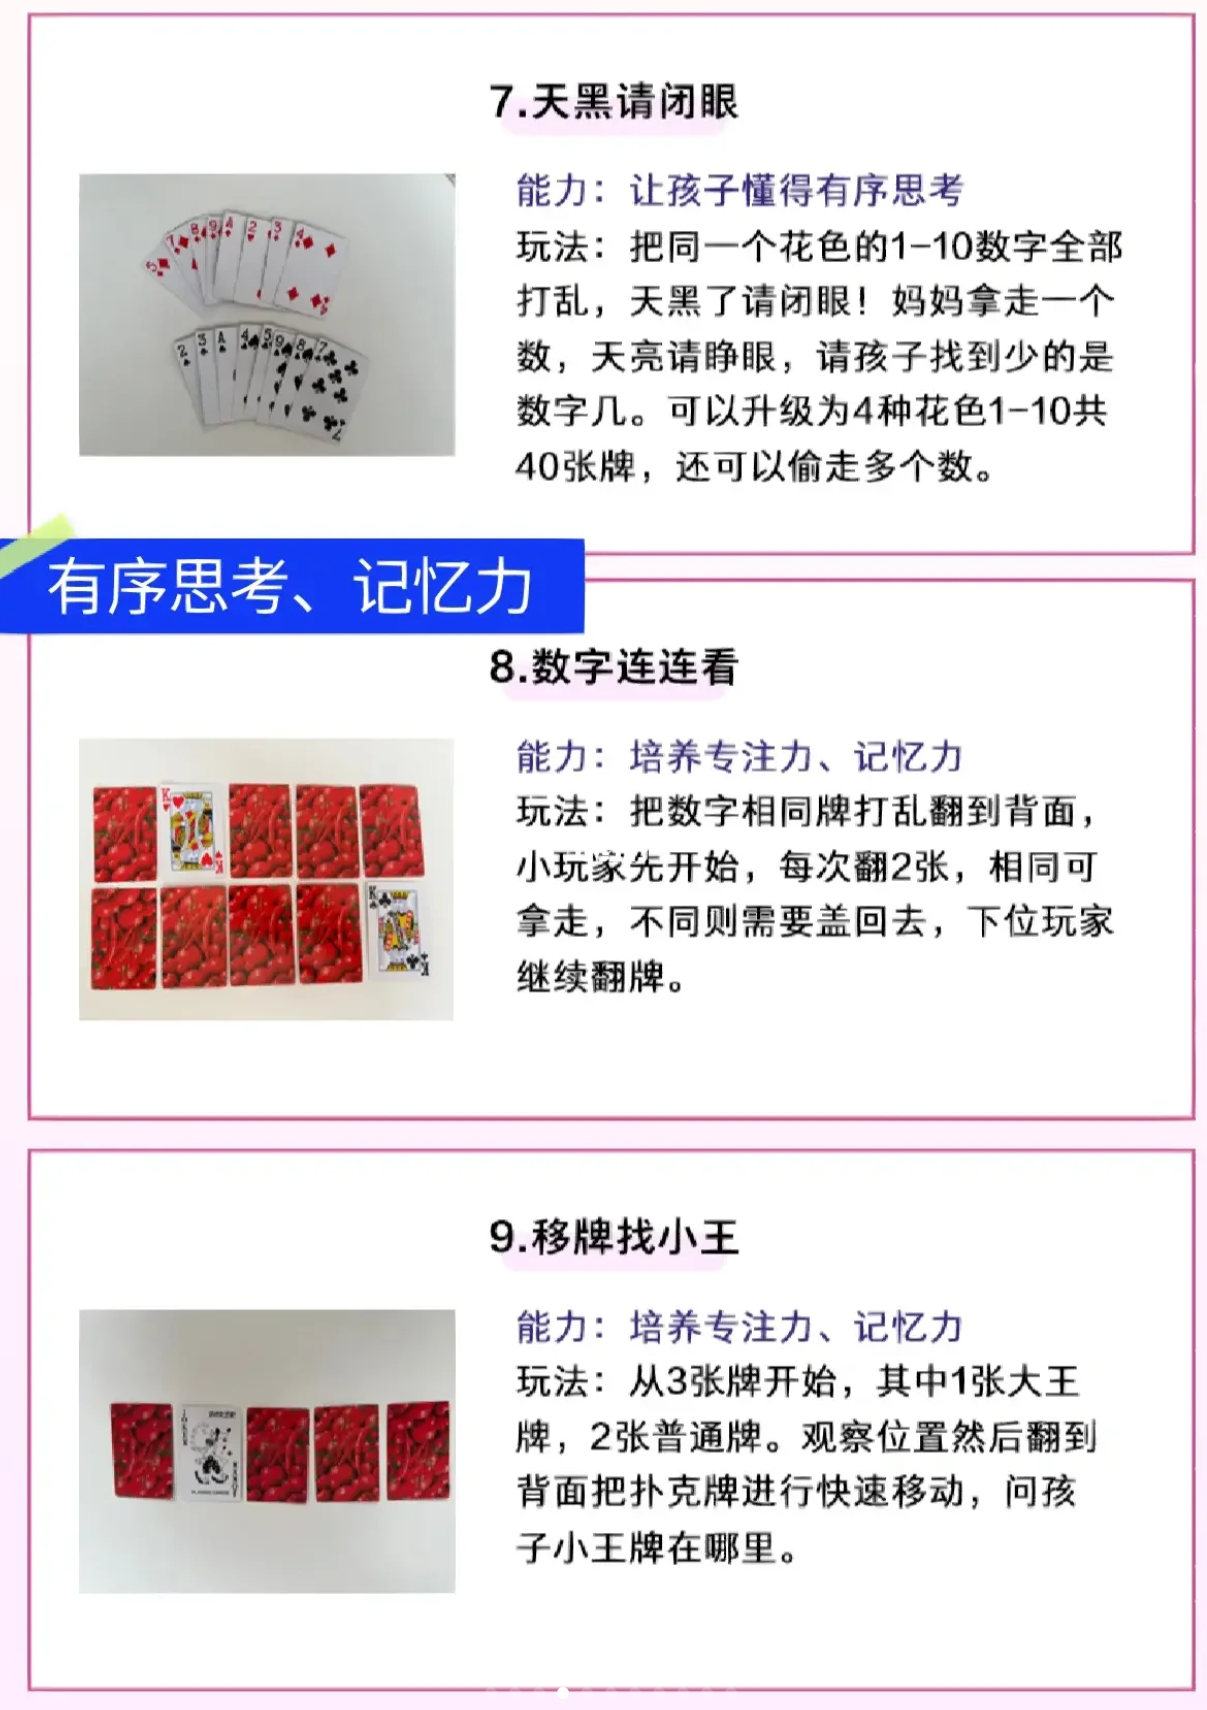 7.天黑请闭眼
能力：让孩子懂得有序思考
玩法：把同一个花色的1-10数字全部
打乱，天黑了请闭眼！妈妈拿走一个
数，天亮请睁眼，请孩子找到少的是
数字几。可以升级为4种花色1-10共
40张牌，还可以偷走多个数。
有序思考、记忆力
8.数字连连看
能力：培养专注力、记忆力
玩法：把数字相同牌打乱翻到背面，
小玩家先开始，每次翻2张，相同可
拿走，不同则需要盖回去，下位玩家
继续翻牌。
9.移牌找小王
能力：培养专注力、记忆力
玩法：从3张牌开始，其中1张大王
牌，2张普通牌。观察位置然后翻到
背面把扑克牌进行快速移动，问孩
子小王牌在哪里。